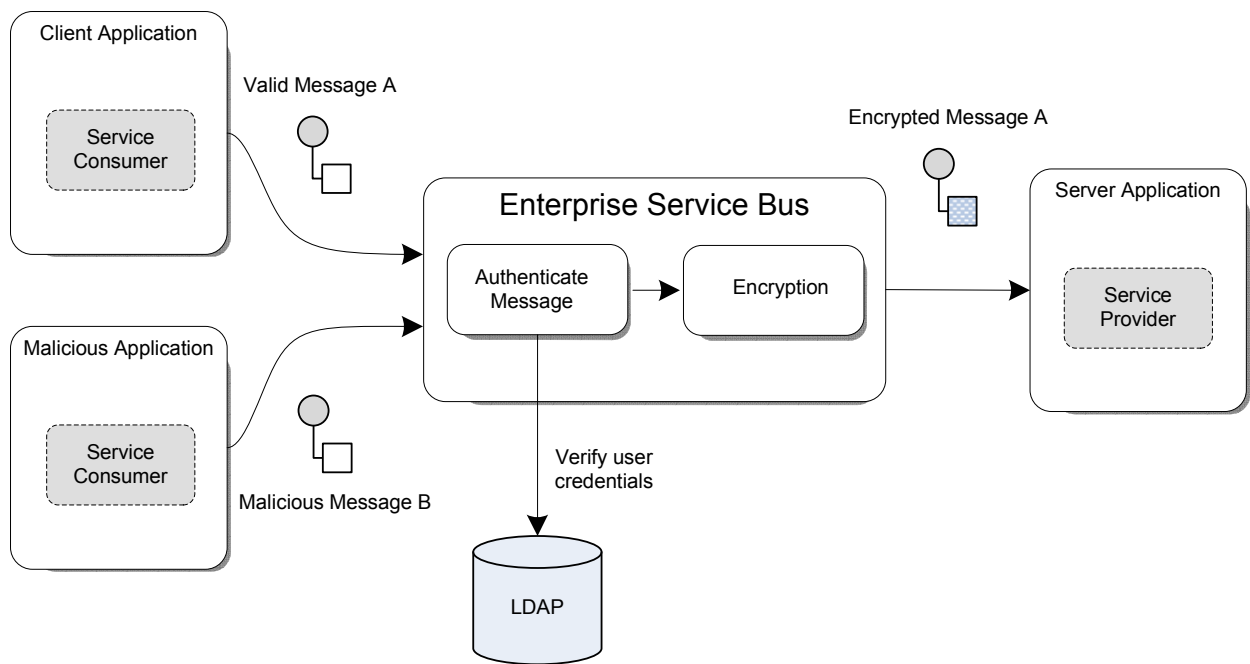 Client Application
Service
Consumer
Valid Message A
Malicious Application
Service
Consumer
Malicious Message B
Enterprise Service Bus
Authenticate
Message
Encryption
Verify user
credentials
LDAP
Encrypted Message A
Server Application
Service
Provider